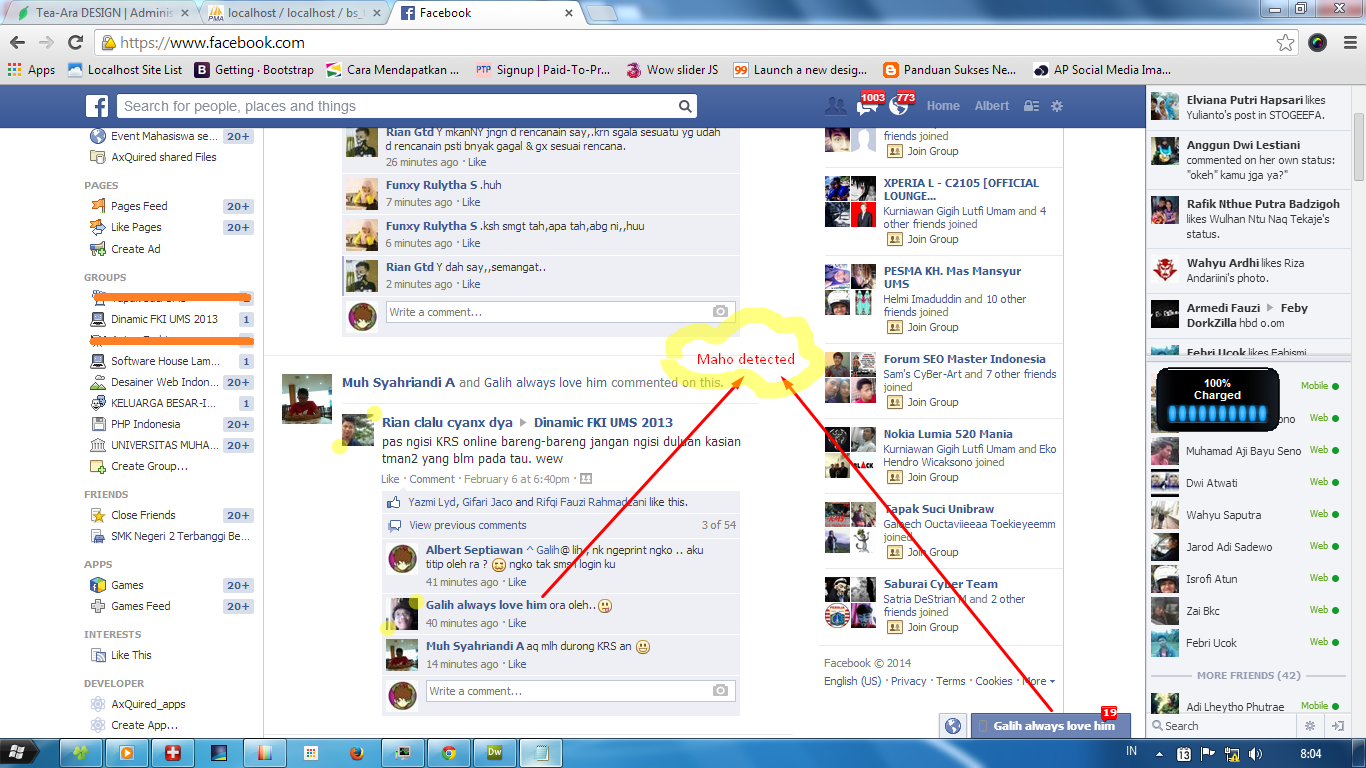 Tea-Ara DESIGN | Adminis
localhost / localhost / bs_
Facebook
https://www.facebook.com
Apps
Localhost Site List
Getting · Bootstrap
Cara Mendapatkan ...
Signup | Paid-To-Pr...
Wow slider JS
Launch a new desig...
Panduan Sukses Ne...
AP Social Media Ima...
Search for people, places and things
1003
773
Home
Albert
Event Mahasiswa se... 20+
AxQuired shared Files
PAGES
Pages Feed 20+
Like Pages 20+
Create Ad
GROUPS
Dinamic FKI UMS 2013 1
Software House Lam... 1
Desainer Web Indon... 20+
KELUARGA BESAR-I... 20+
PHP Indonesia 20+
UNIVERSITAS MUHA... 20+
Create Group...
FRIENDS
Close Friends 20+
SMK Negeri 2 Terbanggi Be...
APPS
Games 20+
Games Feed 20+
INTERESTS
Like This
DEVELOPER
AxQuired_apps
Create App...
Rian Gtd Y mkanNY jngn d rencanain say,,krn sgala sesuatu yg udah
d rencanain psti bnyak gagal & gx sesuai rencana.
26 minutes ago · Like
Funxy Rulytha S .huh
7 minutes ago · Like
Funxy Rulytha S .ksh smgt tah,apa tah,abg ni,,huu
6 minutes ago · Like
Rian Gtd Y dah say,,semangat..
2 minutes ago · Like
Write a comment...
Maho detected
Muh Syahriandi A and Galih always love him commented on this.
Rian clalu cyanx dya Dinamic FKI UMS 2013
pas ngisi KRS online bareng-bareng jangan ngisi duluan kasian
tman2 yang blm pada tau. wew
Like · Comment · February 6 at 6:40pm ·
Yazmi Lyd, Gifari Jaco and Rifqi Fauzi Rahmadzani like this.
View previous comments 3 of 54
Albert Septiawan ^ Galih@ lih , nk ngeprint ngko .. aku
titip oleh ra ? ngko tak sms i login ku
41 minutes ago · Like
Galih always love him ora oleh..
40 minutes ago · Like
Muh Syahriandi A aq mlh durong KRS an
14 minutes ago · Like
Write a comment...
friends joined
Join Group
XPERIA L - C2105 [OFFICIAL
LOUNGE...
Kurniawan Gigih Lutfi Umam and 4
other friends joined
Join Group
PESMA KH. Mas Mansyur
UMS
Helmi Imaduddin and 10 other
friends joined
Join Group
Forum SEO Master Indonesia
Sam's CyBer-Art and 7 other friends
joined
Join Group
Nokia Lumia 520 Mania
Kurniawan Gigih Lutfi Umam and Eko
Hendro Wicaksono joined
Join Group
Tapak Suci Unibraw
Galeech Ouctaviieeaa Toekieyeemm
joined
Join Group
Saburai Cyber Team
Satria DeStrian M and 2 other
friends joined
Join Group
Facebook © 2014
English (US) · Privacy · Terms · Cookies · More
Elviana Putri Hapsari likes
Yulianto's post in STOGEEFA.
Anggun Dwi Lestiani
commented on her own status:
"okeh" kamu jga ya?"
Rafik Nthue Putra Badzigoh
likes Wulhan Ntu Naq Tekaje's
status.
Wahyu Ardhi likes Riza
Andariini's photo.
Armedi Fauzi Feby
DorkZilla hbd o.om
Febri Ucok likes Fahismi
100%
Charged
Mobile
Web
Muhamad Aji Bayu Seno Web
Dwi Atwati Web
Wahyu Saputra Web
Jarod Adi Sadewo Web
Isrofi Atun Web
Zai Bkc Web
Febri Ucok Web
MORE FRIENDS (42)
Adi Lheytho Phutrae Mobile
Search
19
Galih always love him
IN
13
8:04